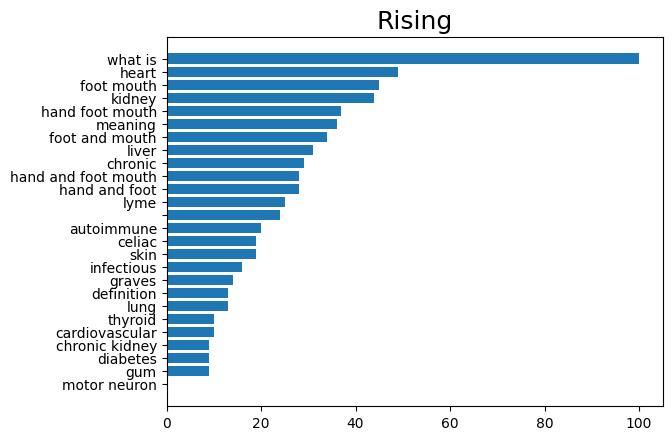 Rising
what is
heart
foot mouth
kidney
hand foot mouth
meaning
foot and mouth
liver
chronic
hand and foot mouth
hand and foot
lyme
autoimmune
celiac
skin
infectious
graves
definition
lung
thyroid
cardiovascular
chronic kidney
diabetes
gum
motor neuron
0 20 40 60 80 100